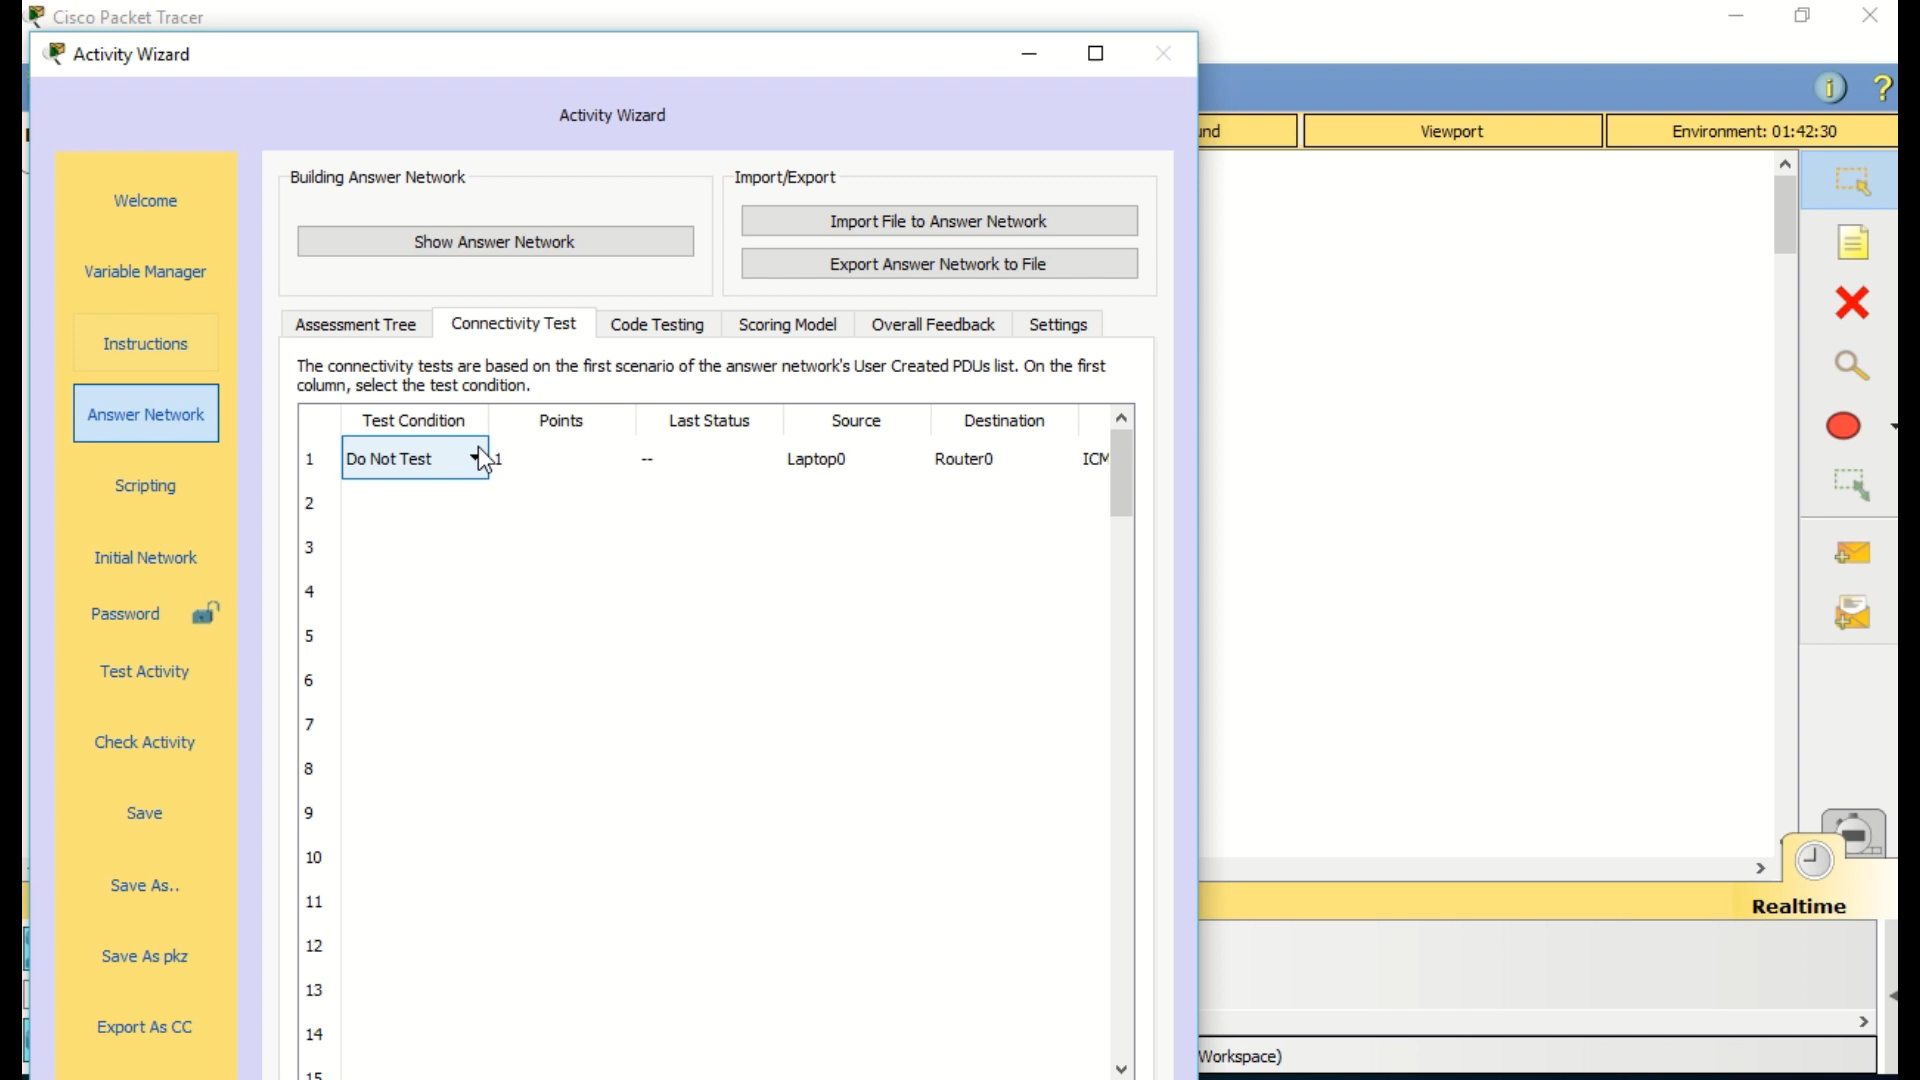 Cisco Packet Tracer
Activity Wizard
Activity Wizard
und
Viewport
Environment: 01:42:30
Welcome
Variable Manager
Instructions
Answer Network
Scripting
Initial Network
Password
Test Activity
Check Activity
Save
Save As..
Save As pkz
Export As CC
Building Answer Network
Show Answer Network
Import/Export
Import File to Answer Network
Export Answer Network to File
Assessment Tree
Connectivity Test
Code Testing
Scoring Model
Overall Feedback
Settings
The connectivity tests are based on the first scenario of the answer network's User Created PDUs list. On the first
column, select the test condition.
Test Condition Points Last Status Source Destination
1 Do Not Test 1 -- Laptop0 Router0 ICM
2
3
4
5
6
7
8
9
10
11
12
13
14
15
Realtime
Workspace)